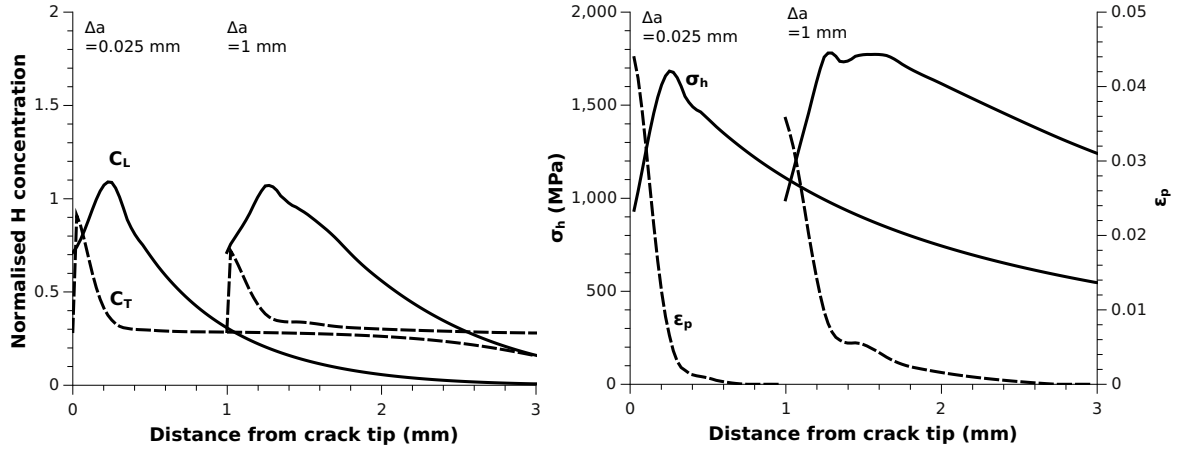 2
1.5
1
0.5
0
Normalised H concentration
Δa
=0.025 mm
Δa
=1 mm
C_L
C_T
0 1 2 3
Distance from crack tip (mm)
2,000
1,500
1,000
500
0
σ_h (MPa)
Δa
=0.025 mm
Δa
=1 mm
σ_h
ε_p
0.05
0.04
0.03
0.02
0.01
0
ε_p
0 1 2 3
Distance from crack tip (mm)